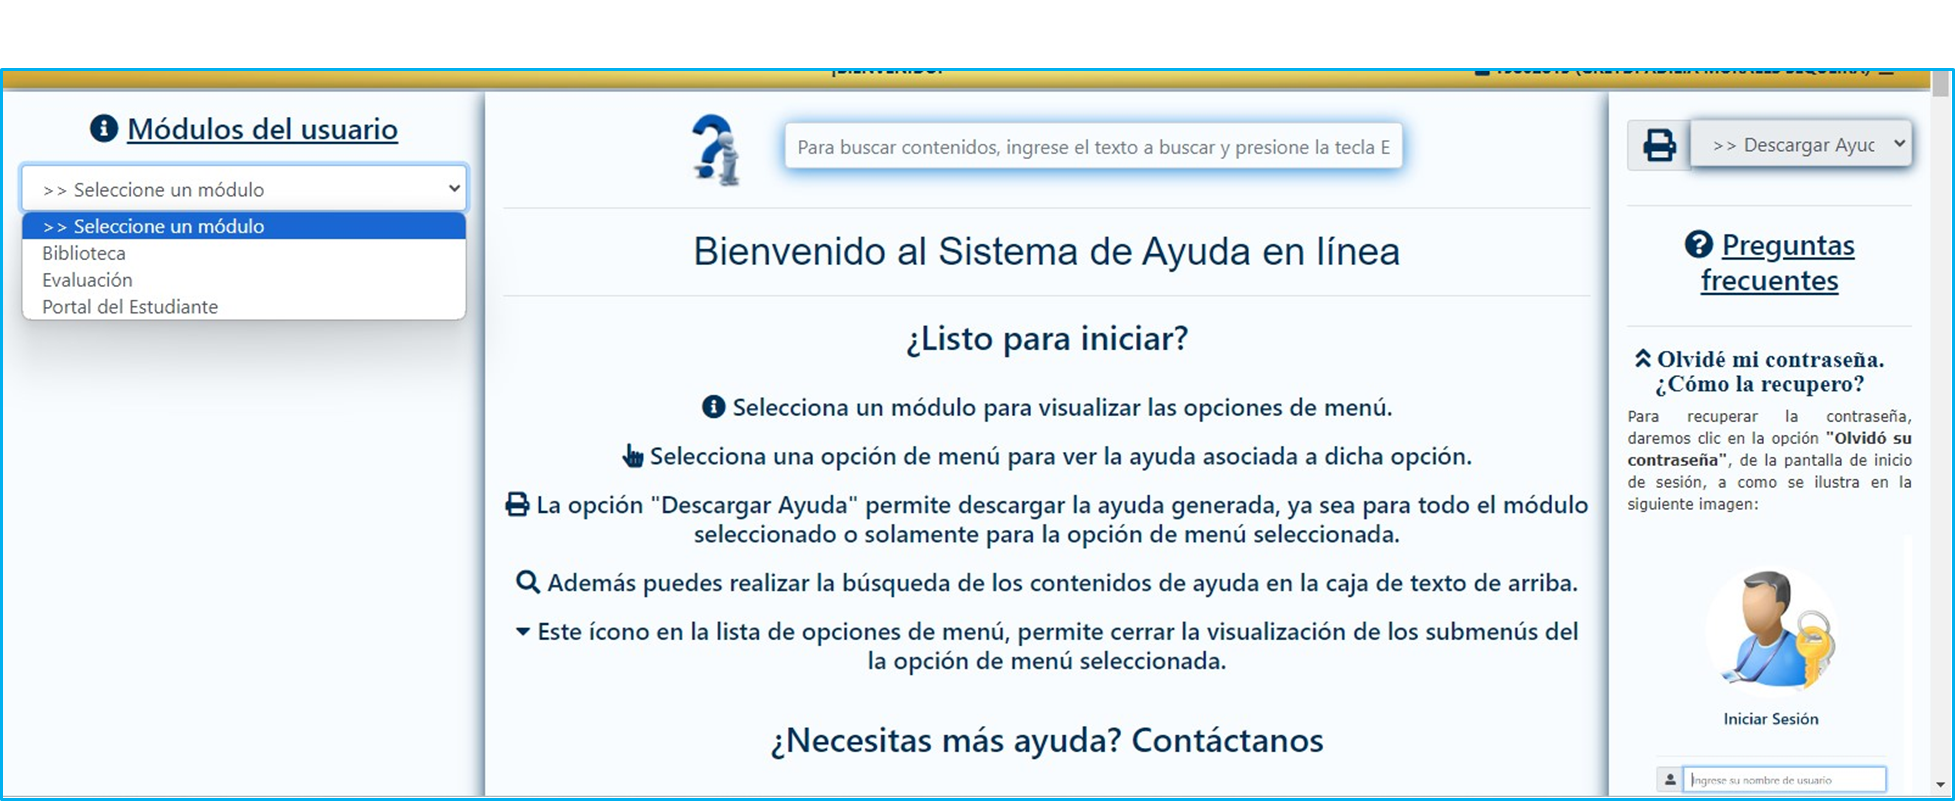 ¡BIENVENIDO!
Módulos del usuario
>> Seleccione un módulo
>> Seleccione un módulo
Biblioteca
Evaluación
Portal del Estudiante
Para buscar contenidos, ingrese el texto a buscar y presione la tecla E
Bienvenido al Sistema de Ayuda en línea
¿Listo para iniciar?
Selecciona un módulo para visualizar las opciones de menú.
Selecciona una opción de menú para ver la ayuda asociada a dicha opción.
La opción "Descargar Ayuda" permite descargar la ayuda generada, ya sea para todo el módulo
seleccionado o solamente para la opción de menú seleccionada.
Además puedes realizar la búsqueda de los contenidos de ayuda en la caja de texto de arriba.
Este ícono en la lista de opciones de menú, permite cerrar la visualización de los submenús del
la opción de menú seleccionada.
¿Necesitas más ayuda? Contáctanos
>> Descargar Ayuc
Preguntas
frecuentes
Olvidé mi contraseña.
¿Cómo la recupero?
Para recuperar la contraseña,
daremos clic en la opción "Olvidó su
contraseña", de la pantalla de inicio
de sesión, a como se ilustra en la
siguiente imagen:
Iniciar Sesión
Ingrese su nombre de usuario